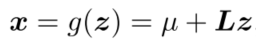 x = g(z) = μ + Lz